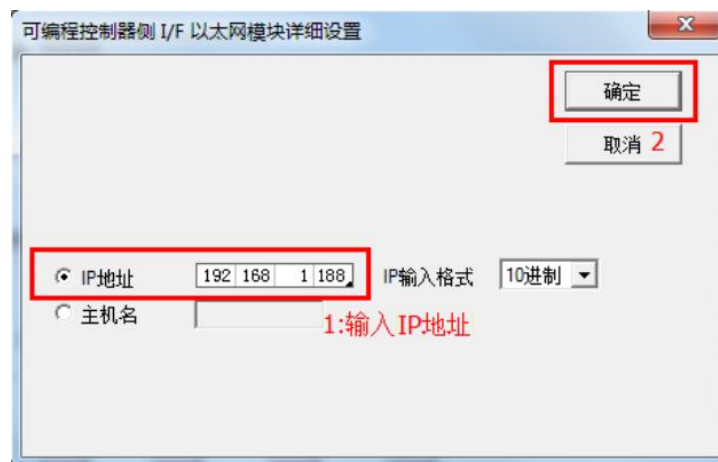 可编程控制器侧 I/F 以太网模块详细设置
确定
取消 2
IP地址 192 168 1 188 IP输入格式 10进制
主机名
1:输入IP地址